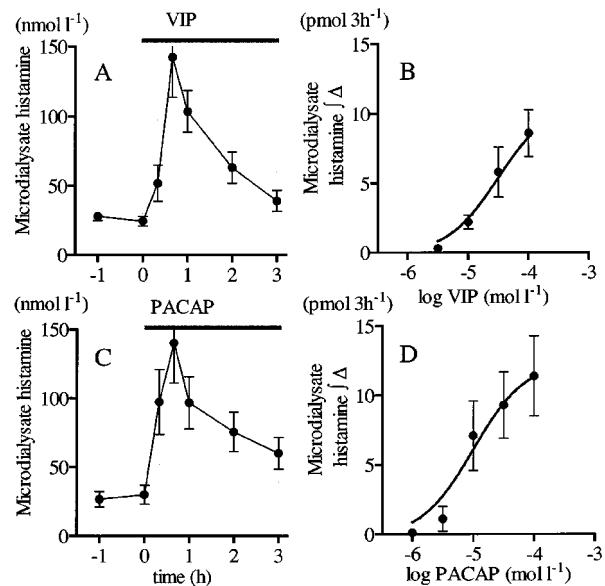 (nmol l-1) VIP
A
Microdialysate histamine
150
100
50
0
-1 0 1 2 3
(pmol 3h-1)
B
Microdialysate
histamine ∫ Δ
15
10
5
0
-6 -5 -4 -3
log VIP (mol l-1)
(nmol l-1) PACAP
C
Microdialysate histamine
150
100
50
0
-1 0 1 2 3
time (h)
(pmol 3h-1)
D
Microdialysate
histamine ∫ Δ
15
10
5
0
-6 -5 -4 -3
log PACAP (mol l-1)